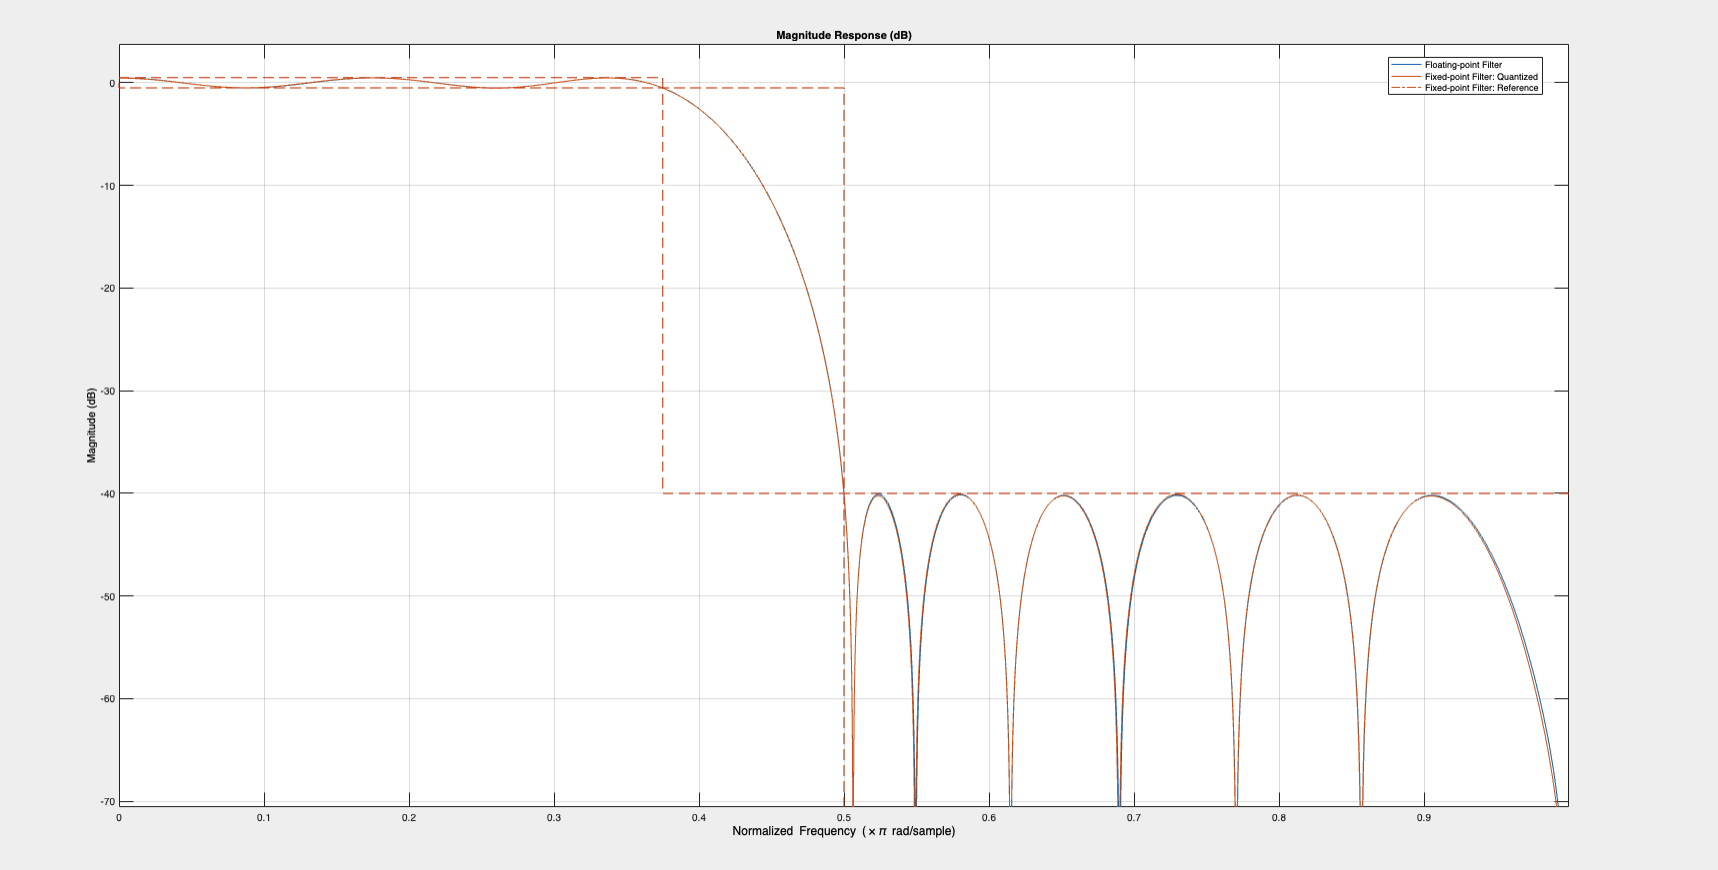 Magnitude Response (dB)
Floating-point Filter
Fixed-point Filter: Quantized
Fixed-point Filter: Reference
Magnitude (dB)
0
-10
-20
-30
-40
-50
-60
-70
0 0.1 0.2 0.3 0.4 0.5 0.6 0.7 0.8 0.9
Normalized Frequency (×π rad/sample)